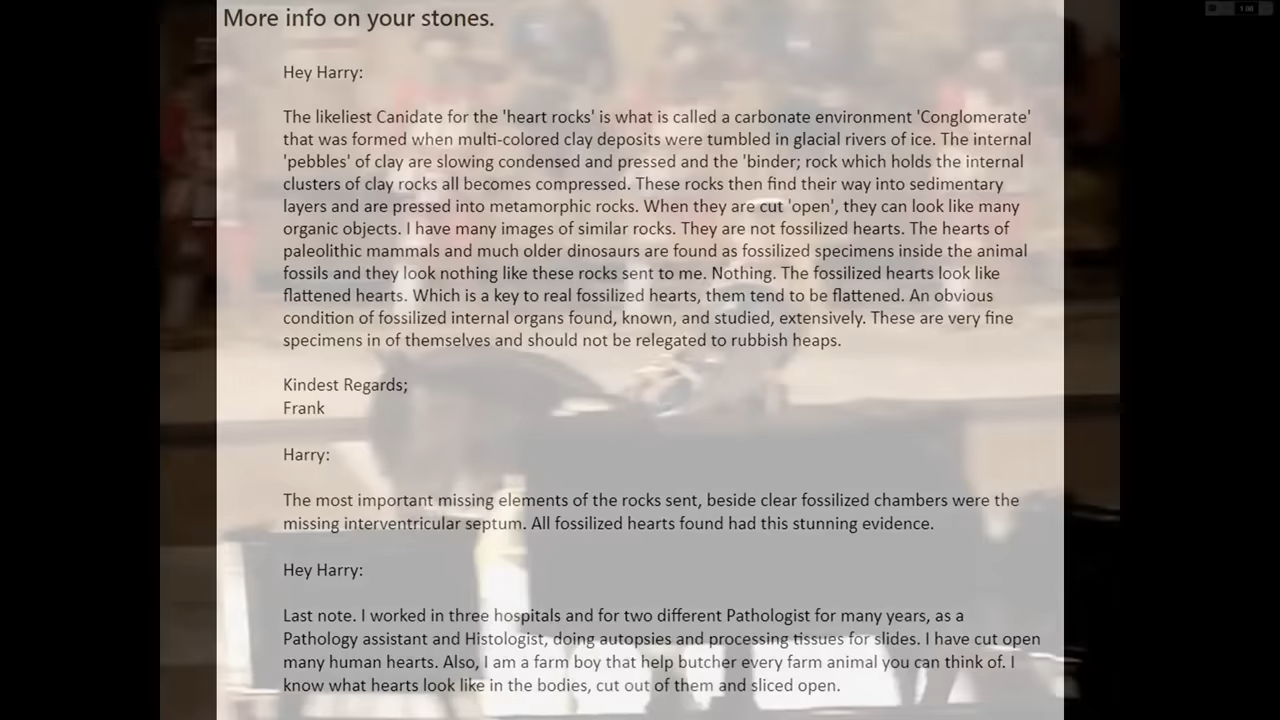 More info on your stones.
Hey Harry:
The likeliest Canidate for the 'heart rocks' is what is called a carbonate environment 'Conglomerate'
that was formed when multi-colored clay deposits were tumbled in glacial rivers of ice. The internal
'pebbles' of clay are slowing condensed and pressed and the 'binder; rock which holds the internal
clusters of clay rocks all becomes compressed. These rocks then find their way into sedimentary
layers and are pressed into metamorphic rocks. When they are cut 'open', they can look like many
organic objects. I have many images of similar rocks. They are not fossilized hearts. The hearts of
paleolithic mammals and much older dinosaurs are found as fossilized specimens inside the animal
fossils and they look nothing like these rocks sent to me. Nothing. The fossilized hearts look like
flattened hearts. Which is a key to real fossilized hearts, them tend to be flattened. An obvious
condition of fossilized internal organs found, known, and studied, extensively. These are very fine
specimens in of themselves and should not be relegated to rubbish heaps.
Kindest Regards;
Frank
Harry:
The most important missing elements of the rocks sent, beside clear fossilized chambers were the
missing interventricular septum. All fossilized hearts found had this stunning evidence.
Hey Harry:
Last note. I worked in three hospitals and for two different Pathologist for many years, as a
Pathology assistant and Histologist, doing autopsies and processing tissues for slides. I have cut open
many human hearts. Also, I am a farm boy that help butcher every farm animal you can think of. I
know what hearts look like in the bodies, cut out of them and sliced open.